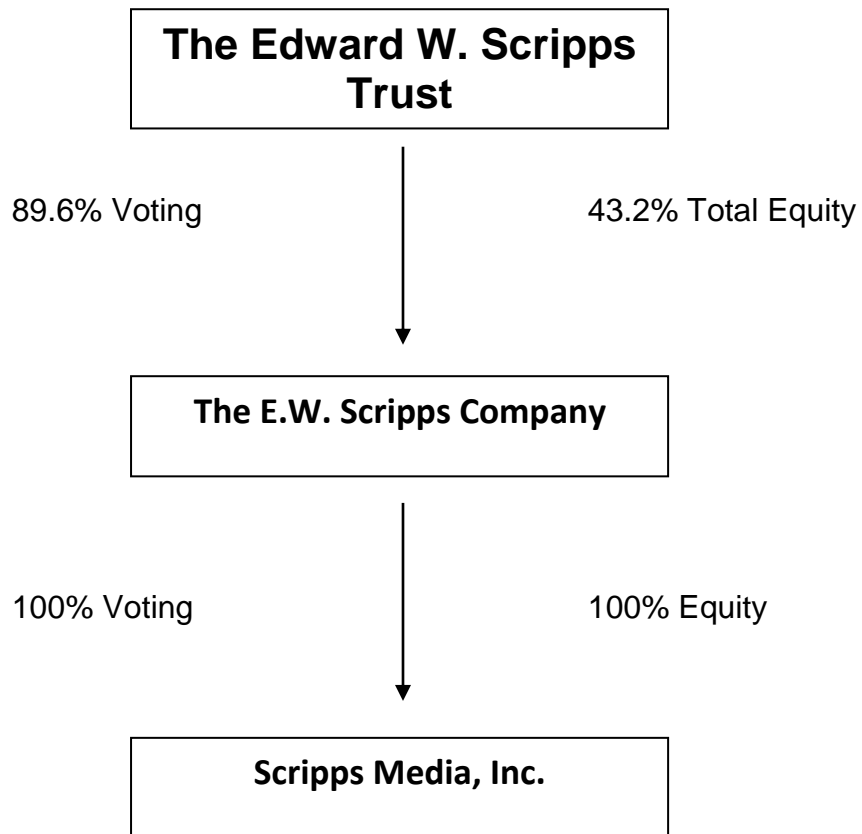 The Edward W. Scripps
Trust
89.6% Voting
43.2% Total Equity
The E.W. Scripps Company
100% Voting
100% Equity
Scripps Media, Inc.